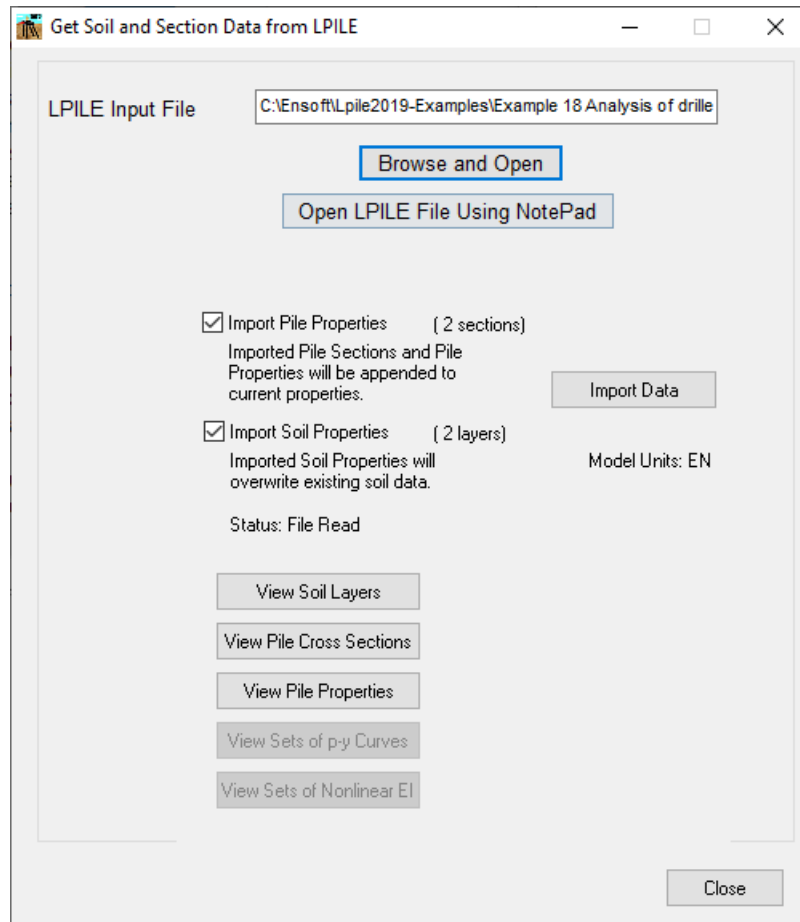 Get Soil and Section Data from LPILE
LPILE Input File
C:\Ensoft\Lpile2019-Examples\Example 18 Analysis of drille
Browse and Open
Open LPILE File Using NotePad
Import Pile Properties ( 2 sections)
Imported Pile Sections and Pile
Properties will be appended to
current properties.
Import Data
Import Soil Properties ( 2 layers)
Imported Soil Properties will
overwrite existing soil data.
Model Units: EN
Status: File Read
View Soil Layers
View Pile Cross Sections
View Pile Properties
View Sets of p-y Curves
View Sets of Nonlinear EI
Close